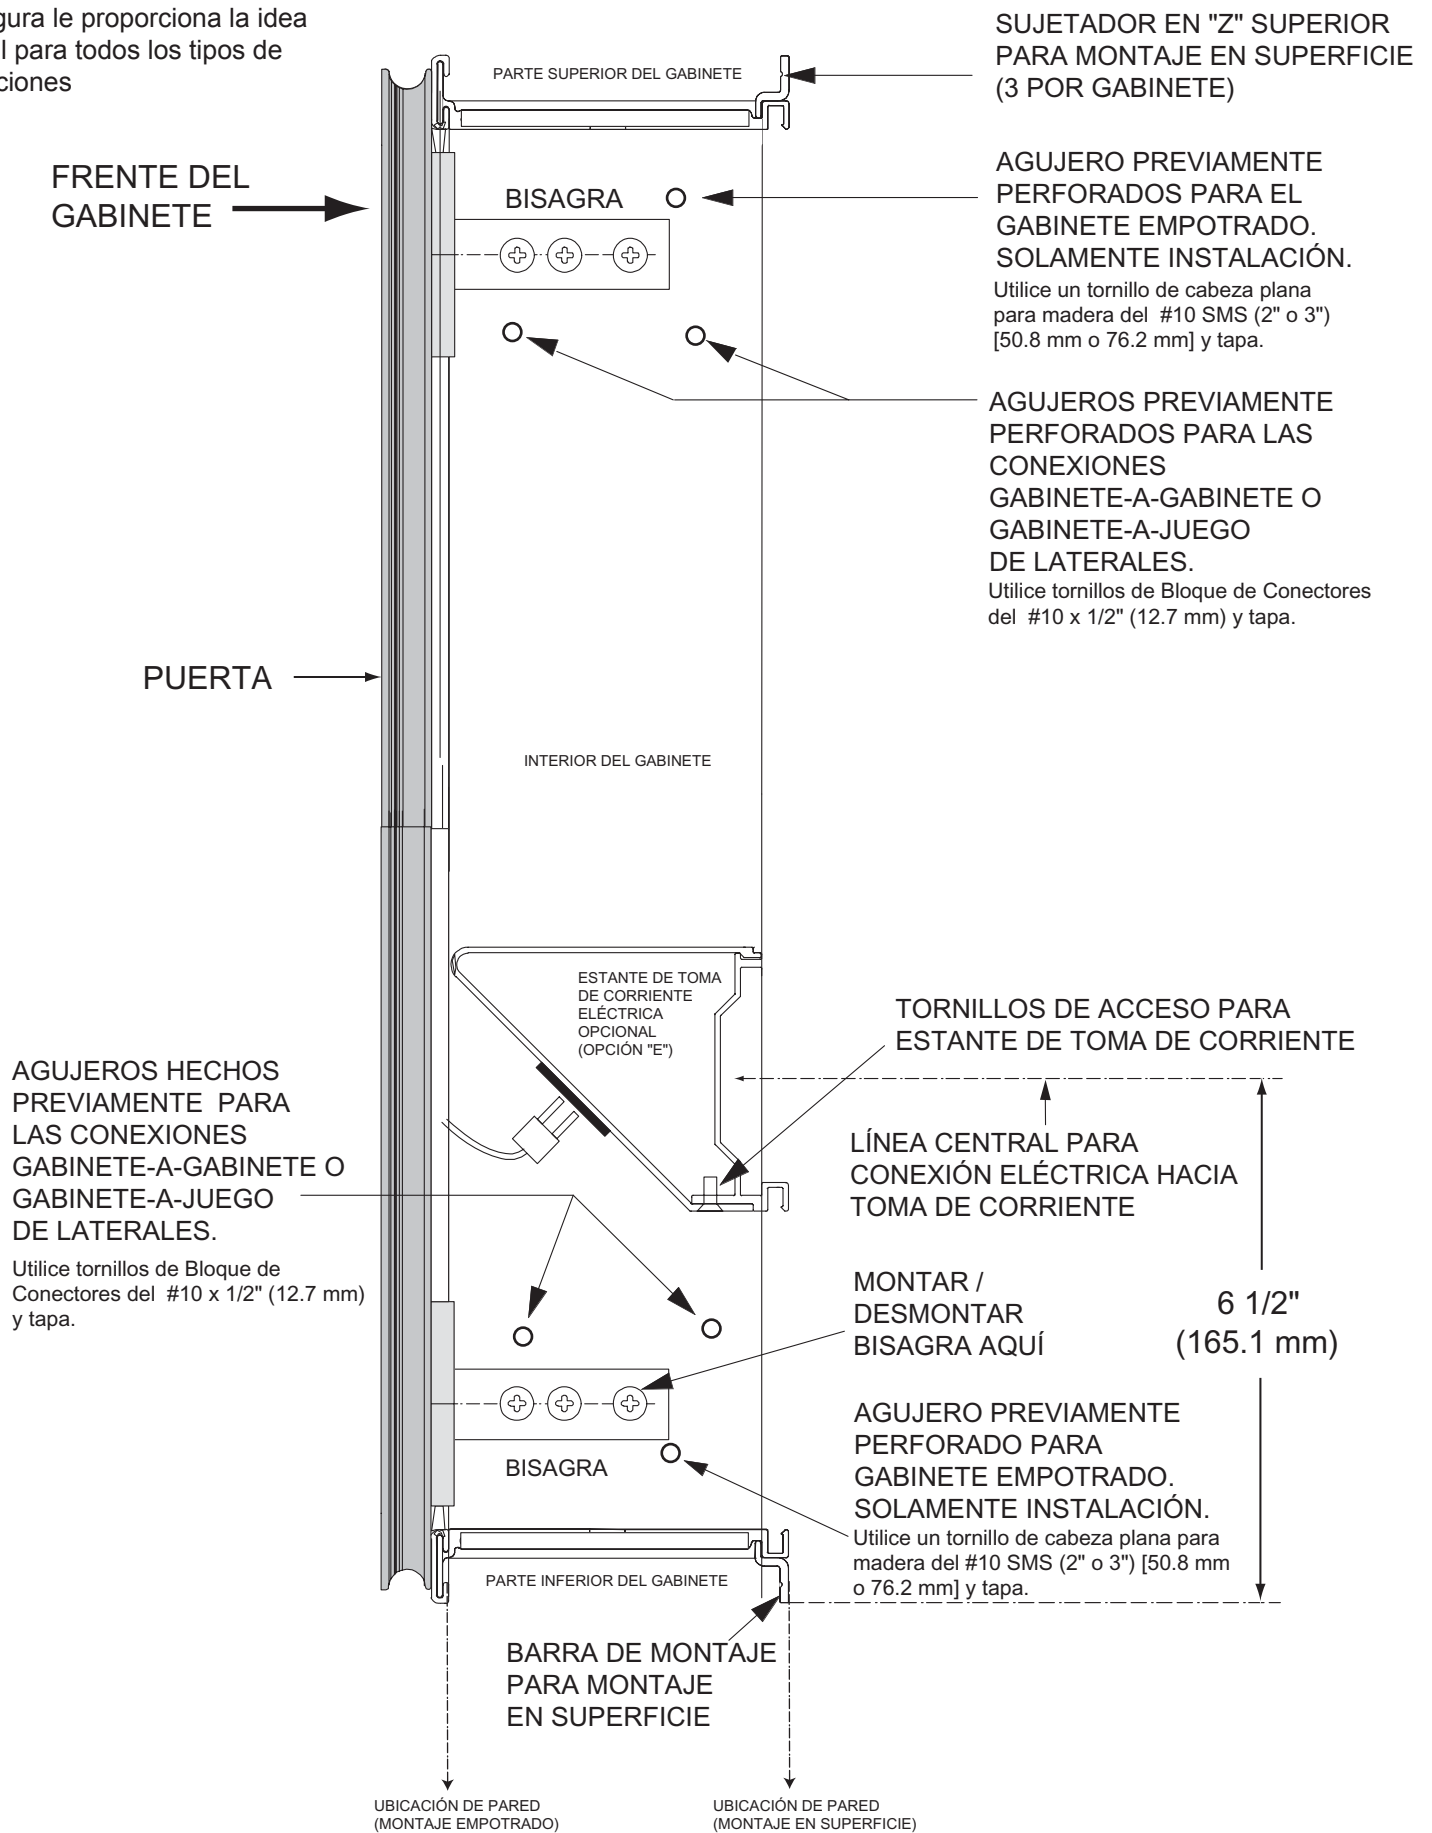 gura le proporciona la idea
l para todos los tipos de
ciones
SUJETADOR EN "Z" SUPERIOR
PARA MONTAJE EN SUPERFICIE
(3 POR GABINETE)
PARTE SUPERIOR DEL GABINETE
FRENTE DEL
GABINETE
BISAGRA
AGUJERO PREVIAMENTE
PERFORADOS PARA EL
GABINETE EMPOTRADO.
SOLAMENTE INSTALACIÓN.
Utilice un tornillo de cabeza plana
para madera del #10 SMS (2" o 3")
[50.8 mm o 76.2 mm] y tapa.
AGUJEROS PREVIAMENTE
PERFORADOS PARA LAS
CONEXIONES
GABINETE-A-GABINETE O
GABINETE-A-JUEGO
DE LATERALES.
Utilice tornillos de Bloque de Conectores
del #10 x 1/2" (12.7 mm) y tapa.
PUERTA
INTERIOR DEL GABINETE
ESTANTE DE TOMA
DE CORRIENTE
ELÉCTRICA
OPCIONAL
(OPCIÓN "E")
TORNILLOS DE ACCESO PARA
ESTANTE DE TOMA DE CORRIENTE
AGUJEROS HECHOS
PREVIAMENTE PARA
LAS CONEXIONES
GABINETE-A-GABINETE O
GABINETE-A-JUEGO
DE LATERALES.
Utilice tornillos de Bloque de
Conectores del #10 x 1/2" (12.7 mm)
y tapa.
LÍNEA CENTRAL PARA
CONEXIÓN ELÉCTRICA HACIA
TOMA DE CORRIENTE
MONTAR /
DESMONTAR
BISAGRA AQUÍ
6 1/2"
(165.1 mm)
AGUJERO PREVIAMENTE
PERFORADO PARA
GABINETE EMPOTRADO.
SOLAMENTE INSTALACIÓN.
Utilice un tornillo de cabeza plana para
madera del #10 SMS (2" o 3") [50.8 mm
o 76.2 mm] y tapa.
BISAGRA
PARTE INFERIOR DEL GABINETE
BARRA DE MONTAJE
PARA MONTAJE
EN SUPERFICIE
UBICACIÓN DE PARED
(MONTAJE EMPOTRADO)
UBICACIÓN DE PARED
(MONTAJE EN SUPERFICIE)